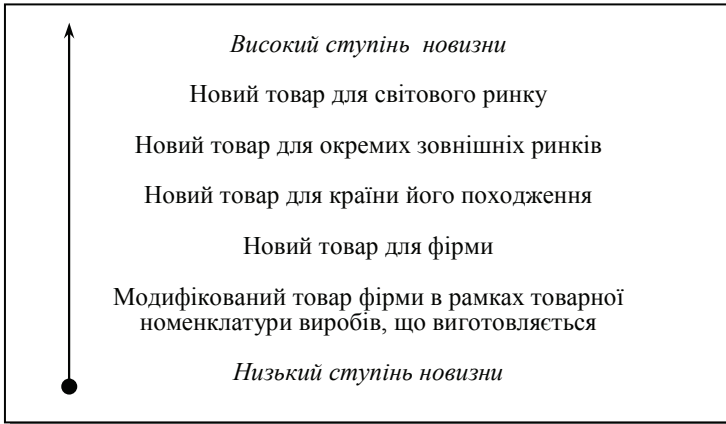 Високий ступінь новизни
Новий товар для світового ринку
Новий товар для окремих зовнішніх ринків
Новий товар для країни його походження
Новий товар для фірми
Модифікований товар фірми в рамках товарної
номенклатури виробів, що виготовляється
Низький ступінь новизни